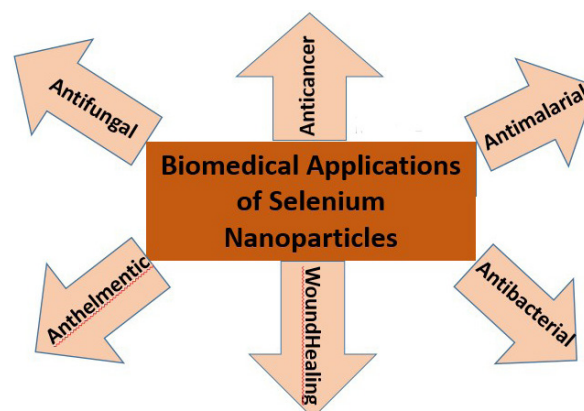 Antifungal
Anticancer
Antimalarial
Biomedical Applications
of Selenium
Nanoparticles
Anthelmentic
WoundHealing
Antibacterial